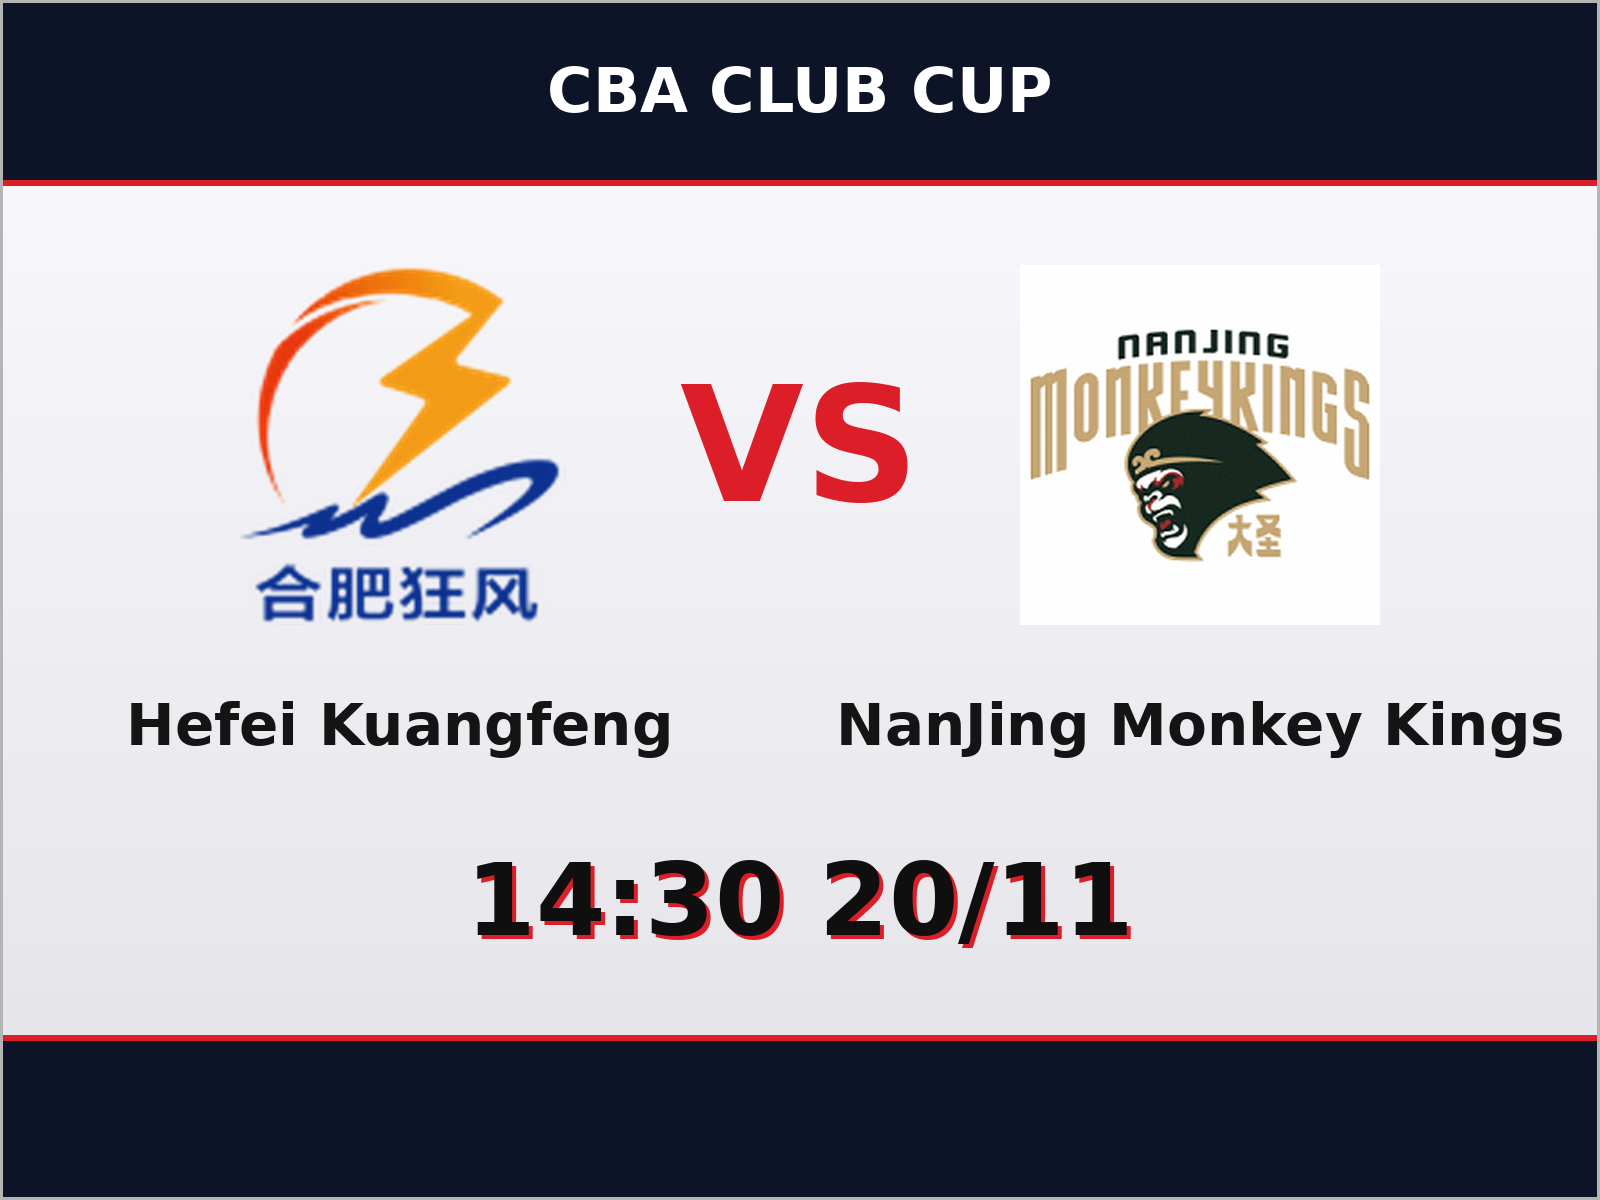 CBA CLUB CUP
合肥狂风
VS
NANJING
MONKEYKINGS
大圣
Hefei Kuangfeng
NanJing Monkey Kings
14:30 20/11